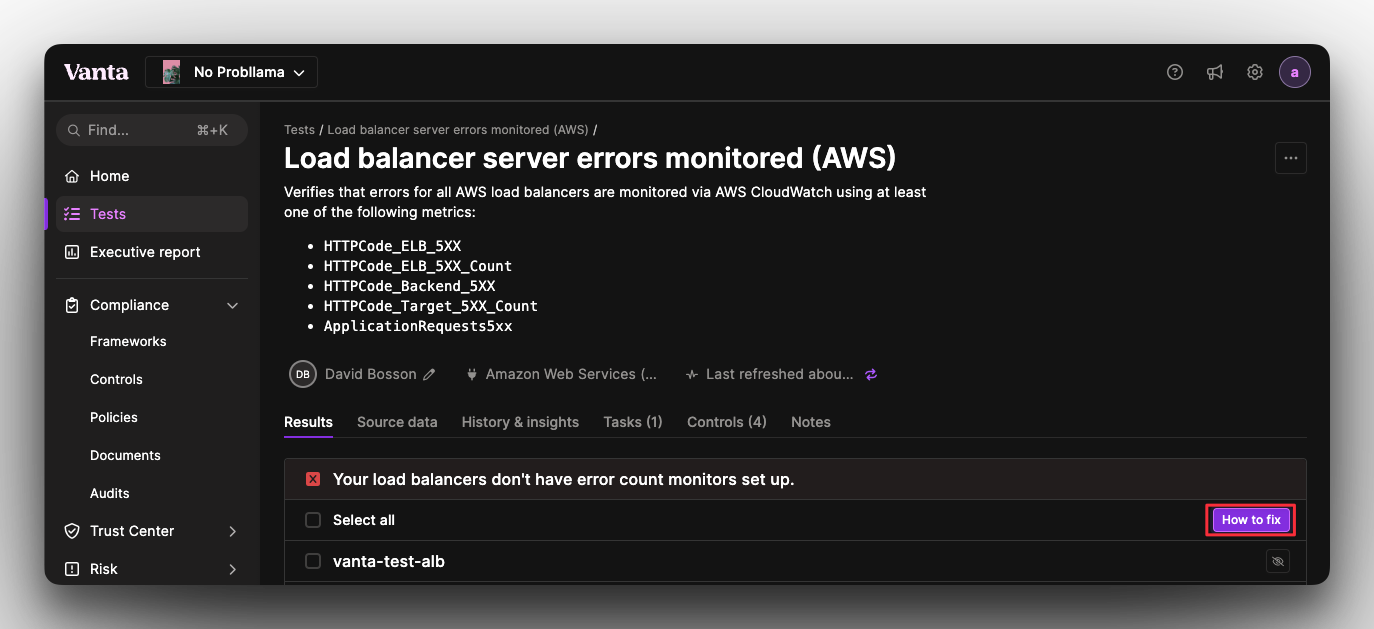 Vanta
No Probllama
a
Find...
⌘+K
Home
Tests
Executive report
Compliance
Frameworks
Controls
Policies
Documents
Audits
Trust Center
Risk
Tests / Load balancer server errors monitored (AWS) /
Load balancer server errors monitored (AWS)
Verifies that errors for all AWS load balancers are monitored via AWS CloudWatch using at least
one of the following metrics:
• HTTPCode_ELB_5XX
• HTTPCode_ELB_5XX_Count
• HTTPCode_Backend_5XX
• HTTPCode_Target_5XX_Count
• ApplicationRequests5xx
DB David Bosson Amazon Web Services (... Last refreshed abou...
Results Source data History & insights Tasks (1) Controls (4) Notes
Your load balancers don't have error count monitors set up.
Select all How to fix
vanta-test-alb